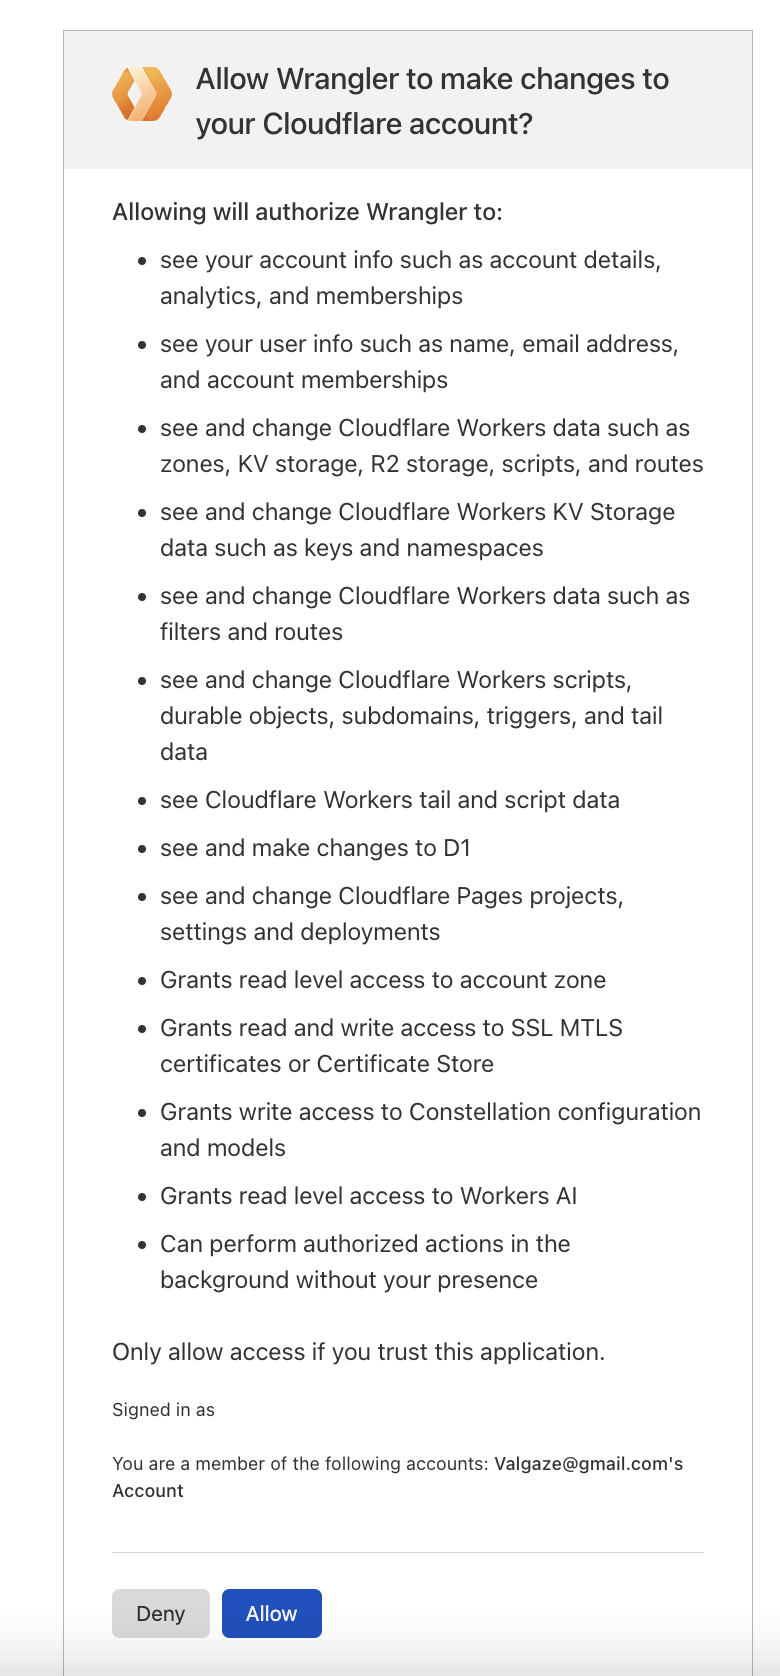 Allow Wrangler to make changes to
your Cloudflare account?
Allowing will authorize Wrangler to:
• see your account info such as account details,
analytics, and memberships
• see your user info such as name, email address,
and account memberships
• see and change Cloudflare Workers data such as
zones, KV storage, R2 storage, scripts, and routes
• see and change Cloudflare Workers KV Storage
data such as keys and namespaces
• see and change Cloudflare Workers data such as
filters and routes
• see and change Cloudflare Workers scripts,
durable objects, subdomains, triggers, and tail
data
• see Cloudflare Workers tail and script data
• see and make changes to D1
• see and change Cloudflare Pages projects,
settings and deployments
• Grants read level access to account zone
• Grants read and write access to SSL MTLS
certificates or Certificate Store
• Grants write access to Constellation configuration
and models
• Grants read level access to Workers AI
• Can perform authorized actions in the
background without your presence
Only allow access if you trust this application.
Signed in as
You are a member of the following accounts: Valgaze@gmail.com's
Account
Deny Allow